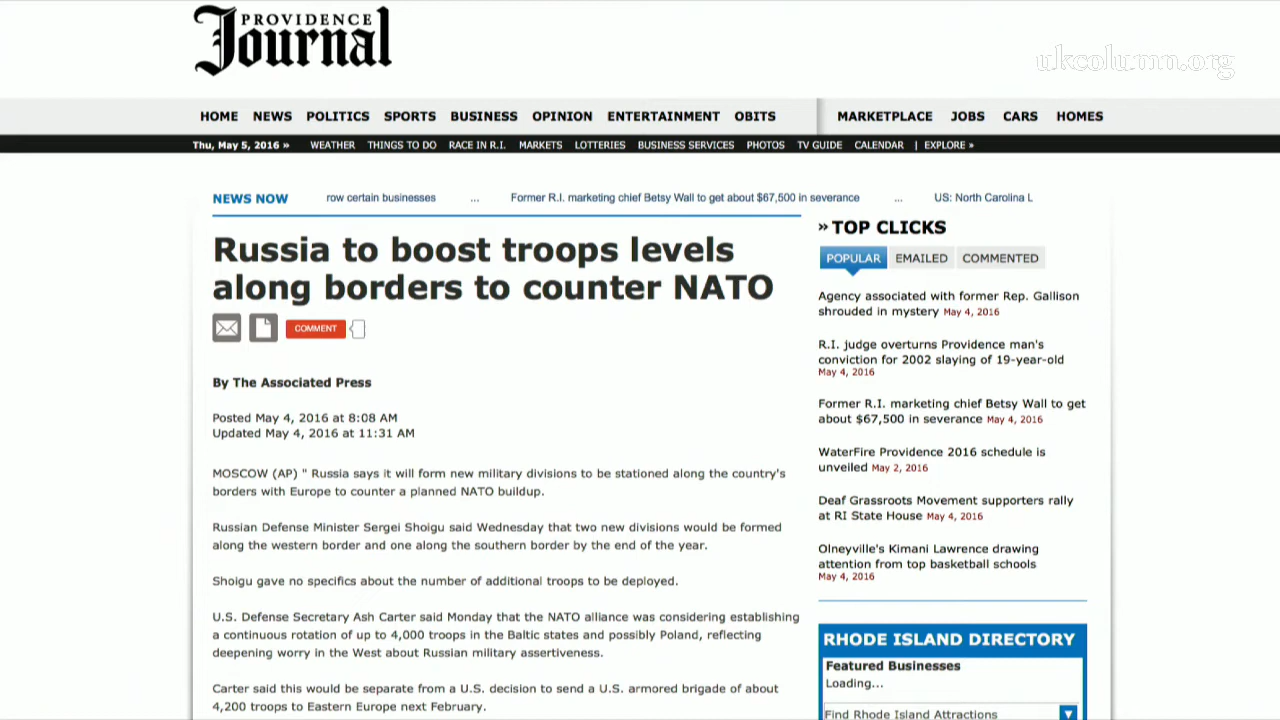 PROVIDENCE
Journal
ukcolumn.org
HOME NEWS POLITICS SPORTS BUSINESS OPINION ENTERTAINMENT OBITS MARKETPLACE JOBS CARS HOMES
Thu, May 5, 2016 » WEATHER THINGS TO DO RACE IN R.I. MARKETS LOTTERIES BUSINESS SERVICES PHOTOS TV GUIDE CALENDAR | EXPLORE »
NEWS NOW row certain businesses ... Former R.I. marketing chief Betsy Wall to get about $67,500 in severance ... US: North Carolina L
Russia to boost troops levels
along borders to counter NATO
COMMENT
By The Associated Press
Posted May 4, 2016 at 8:08 AM
Updated May 4, 2016 at 11:31 AM
MOSCOW (AP) " Russia says it will form new military divisions to be stationed along the country's
borders with Europe to counter a planned NATO buildup.
Russian Defense Minister Sergei Shoigu said Wednesday that two new divisions would be formed
along the western border and one along the southern border by the end of the year.
Shoigu gave no specifics about the number of additional troops to be deployed.
U.S. Defense Secretary Ash Carter said Monday that the NATO alliance was considering establishing
a continuous rotation of up to 4,000 troops in the Baltic states and possibly Poland, reflecting
deepening worry in the West about Russian military assertiveness.
Carter said this would be separate from a U.S. decision to send a U.S. armored brigade of about
4,200 troops to Eastern Europe next February.
» TOP CLICKS
POPULAR EMAILED COMMENTED
Agency associated with former Rep. Gallison
shrouded in mystery May 4, 2016
R.I. judge overturns Providence man's
conviction for 2002 slaying of 19-year-old
May 4, 2016
Former R.I. marketing chief Betsy Wall to get
about $67,500 in severance May 4, 2016
WaterFire Providence 2016 schedule is
unveiled May 2, 2016
Deaf Grassroots Movement supporters rally
at RI State House May 4, 2016
Olneyville's Kimani Lawrence drawing
attention from top basketball schools
May 4, 2016
RHODE ISLAND DIRECTORY
Featured Businesses
Loading...
Find Rhode Island Attractions